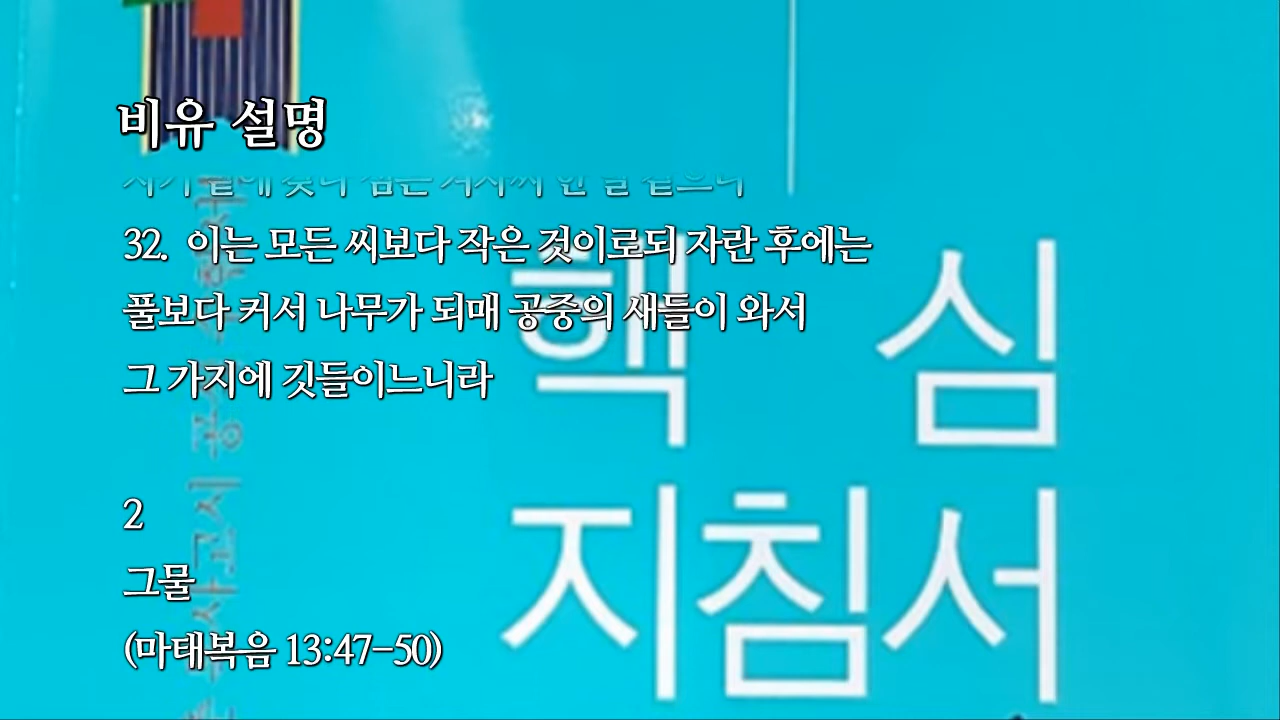 비유 설명
32. 이는 모든 씨보다 작은 것이로되 자란 후에는
풀보다 커서 나무가 되매 공중의 새들이 와서
그 가지에 깃들이느니라
2
그물
(마태복음 13:47-50)
핵 심
지침서